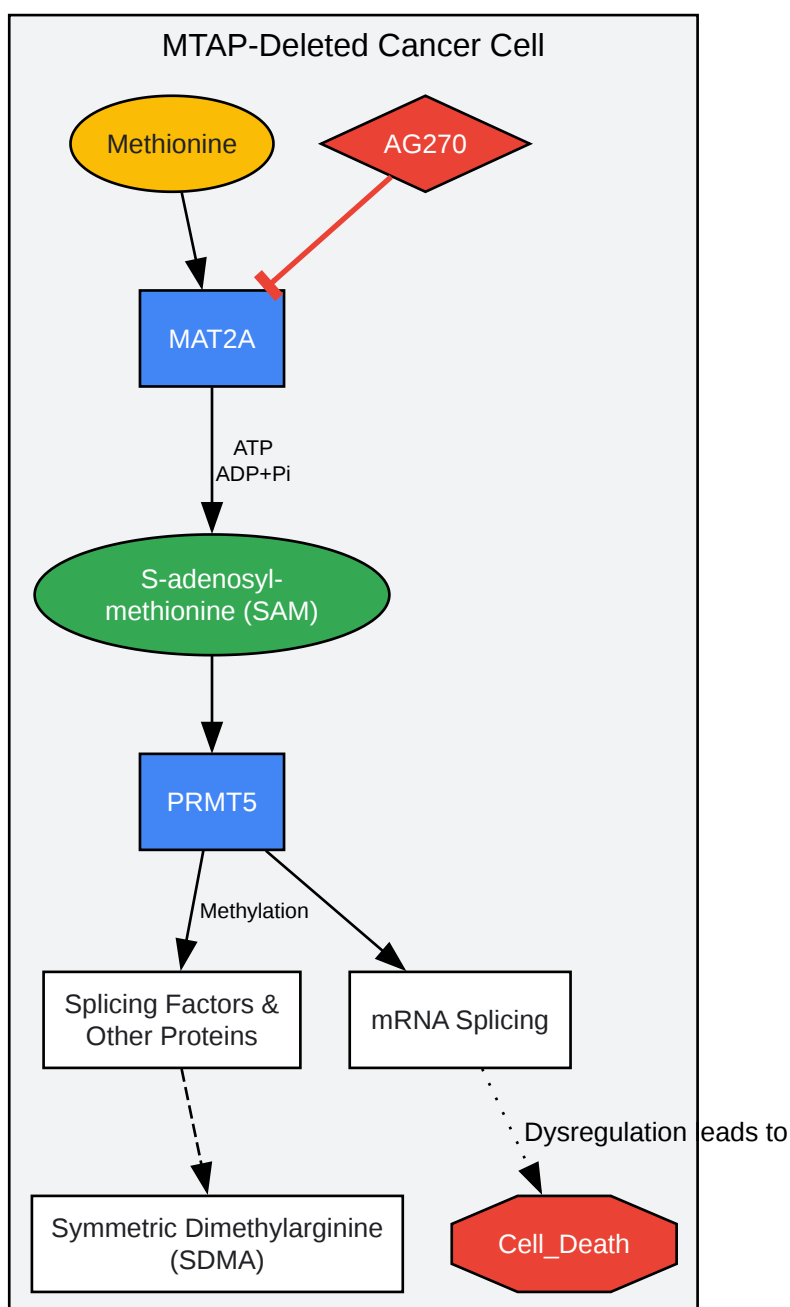 MTAP-Deleted Cancer Cell
Methionine
AG270
MAT2A
ATP
ADP+Pi
S-adenosyl-
methionine (SAM)
PRMT5
Methylation
Splicing Factors &
Other Proteins
mRNA Splicing
Dysregulation leads to
Symmetric Dimethylarginine
(SDMA)
Cell_Death